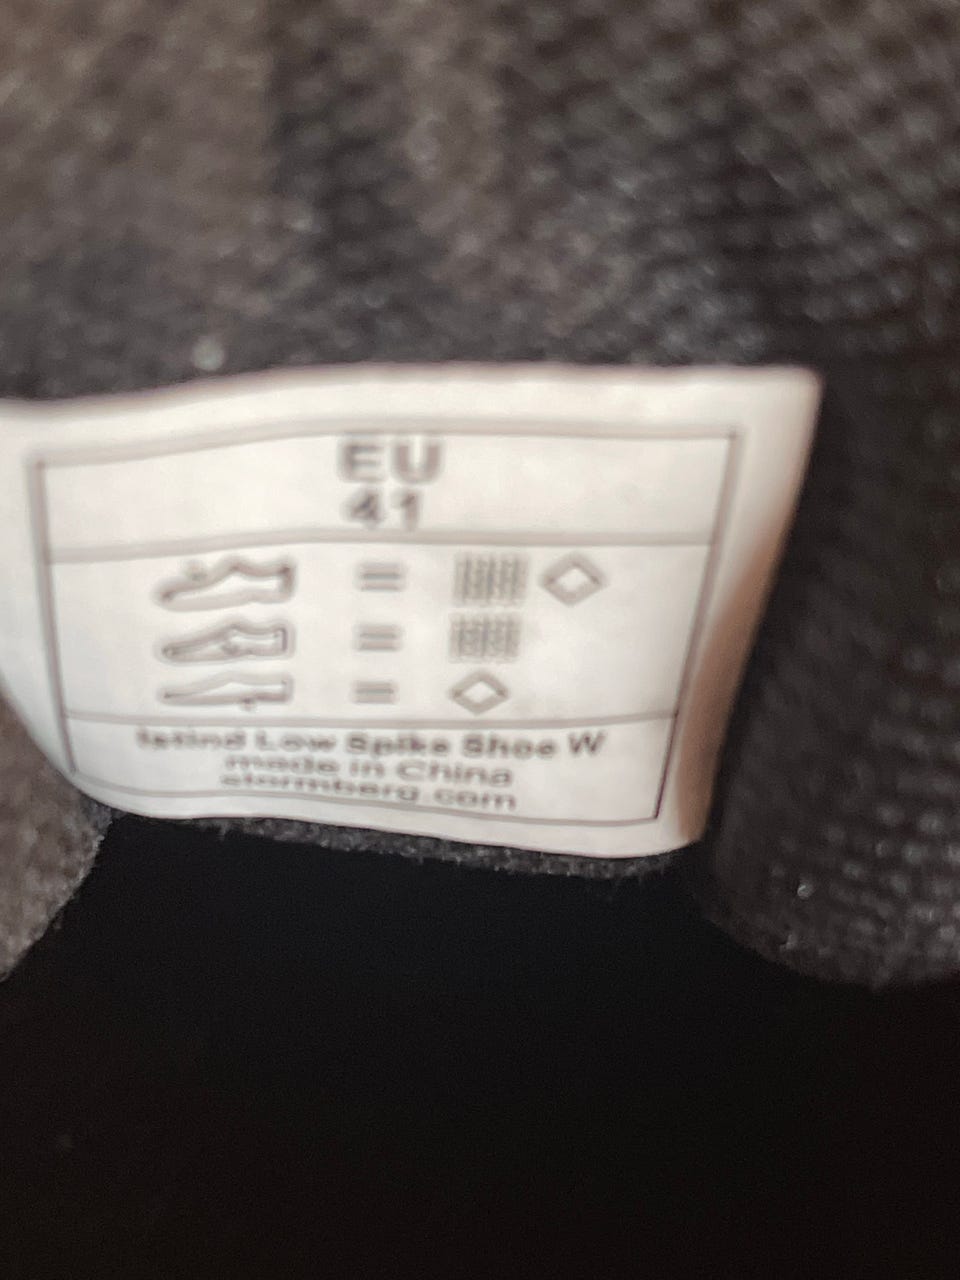 EU
41
=
=
=
Istind Low Spike Shoe W
made in China
stormberg.com